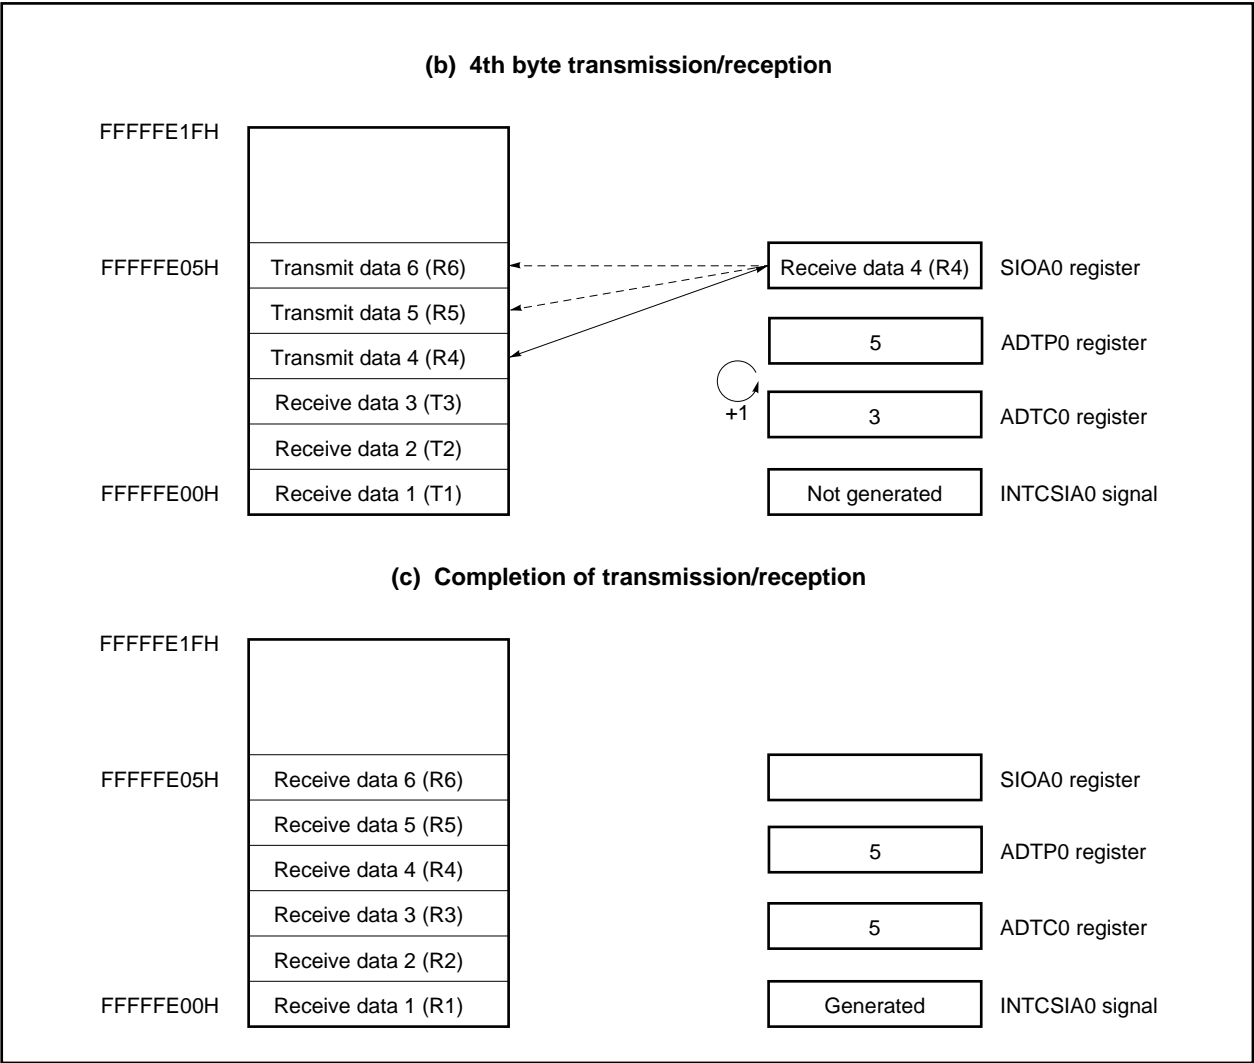 (b) 4th byte transmission/reception
FFFFFE1FH
FFFFFE05H Transmit data 6 (R6) Receive data 4 (R4) SIOA0 register
Transmit data 5 (R5)
5 ADTP0 register
Transmit data 4 (R4)
Receive data 3 (T3)
+1 3 ADTC0 register
Receive data 2 (T2)
FFFFFE00H Receive data 1 (T1) Not generated INTCSIA0 signal
(c) Completion of transmission/reception
FFFFFE1FH
FFFFFE05H Receive data 6 (R6) SIOA0 register
Receive data 5 (R5)
5 ADTP0 register
Receive data 4 (R4)
Receive data 3 (R3)
5 ADTC0 register
Receive data 2 (R2)
FFFFFE00H Receive data 1 (R1) Generated INTCSIA0 signal